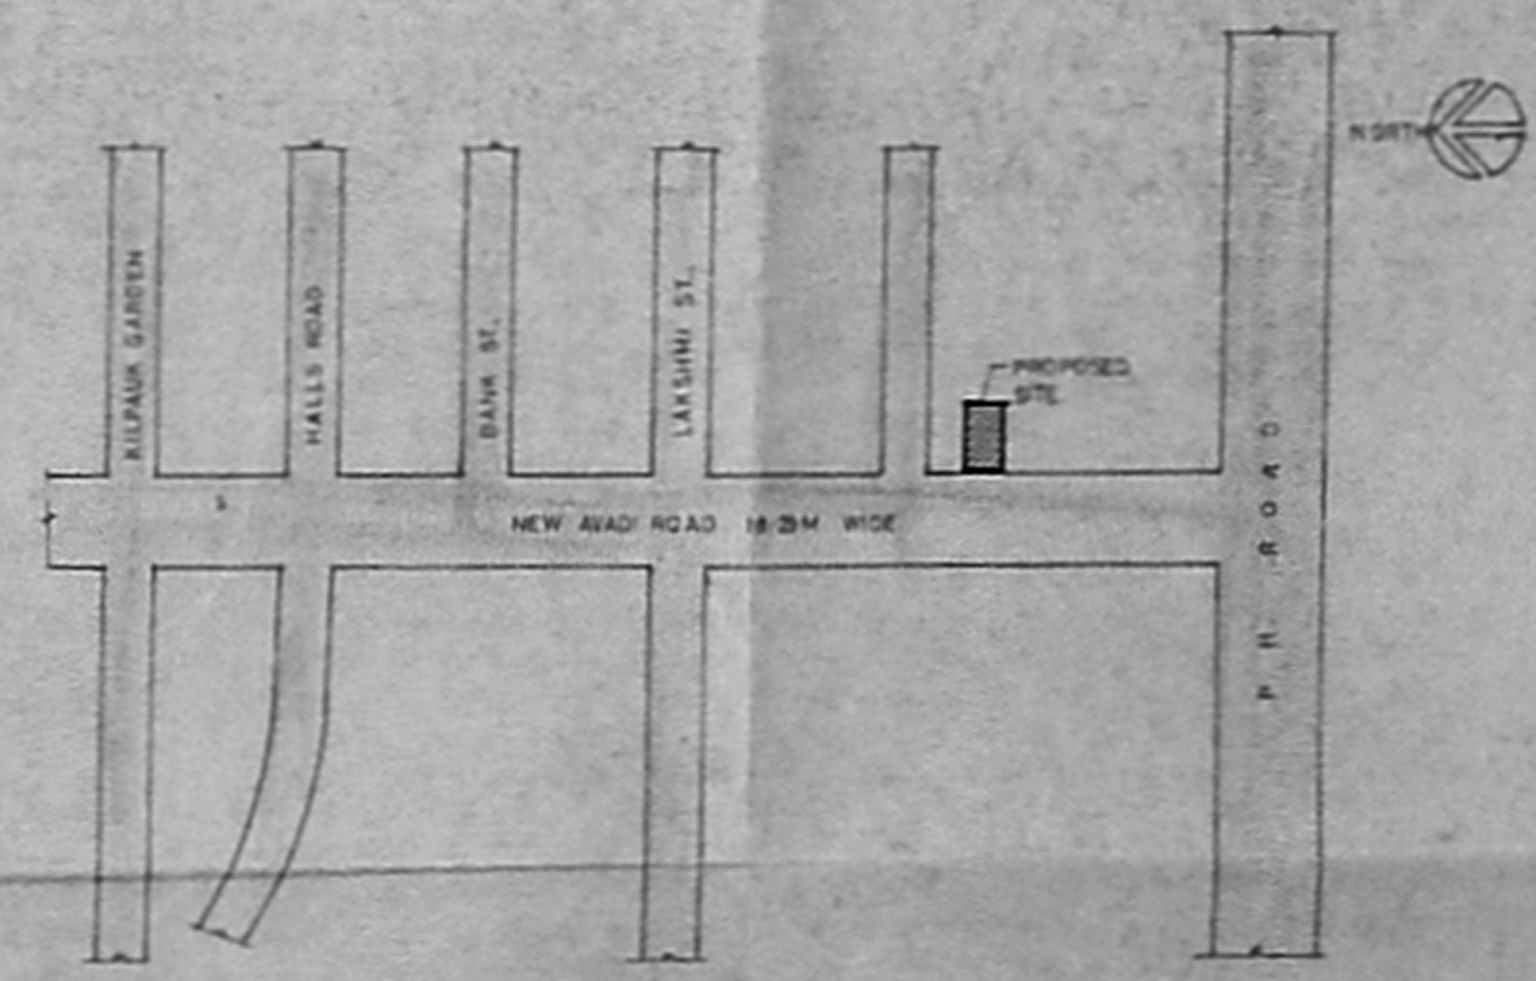 NORTH
KILPAUK GARDEN
HALLS ROAD
BANK ST.,
LAKSHMI ST.,
PROPOSED
SITE
NEW AVADI ROAD WIDE
P. H. ROAD